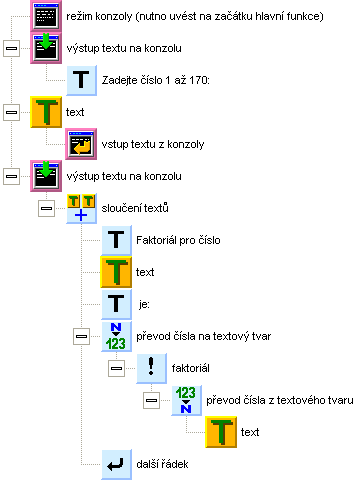 režim konzoly (nutno uvést na začátku hlavní funkce)
výstup textu na konzolu
T Zadejte číslo 1 až 170:
T text
vstup textu z konzoly
výstup textu na konzolu
T T + sloučení textů
T Faktoriál pro číslo
T text
T je:
N 123 převod čísla na textový tvar
! faktoriál
123 N převod čísla z textového tvaru
T text
další řádek